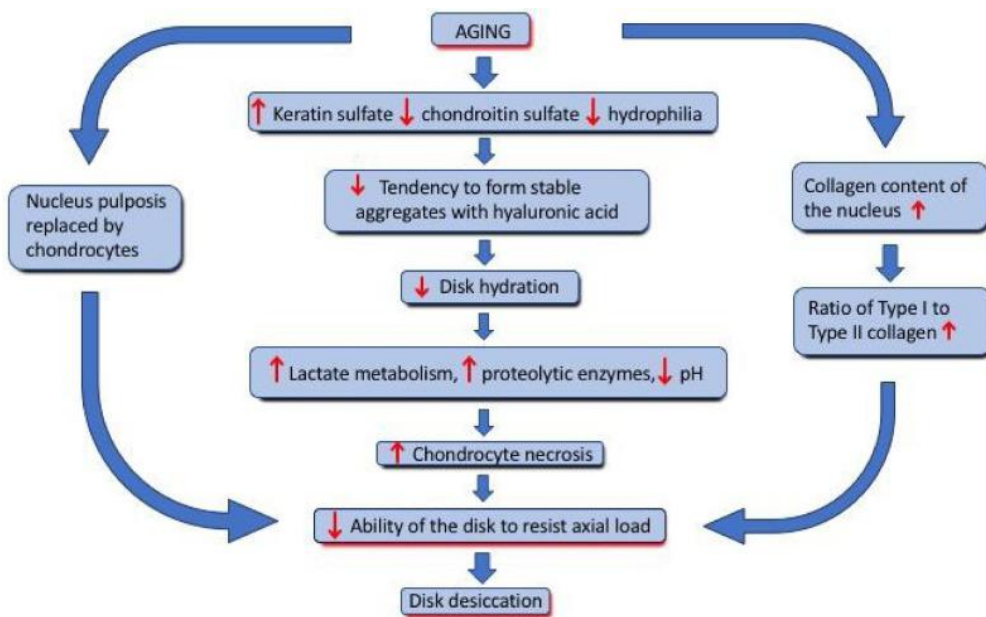 AGING
↑ Keratin sulfate ↓ chondroitin sulfate ↓ hydrophilia
↓ Tendency to form stable
aggregates with hyaluronic acid
Nucleus pulposis
replaced by
chondrocytes
Collagen content of
the nucleus ↑
↓ Disk hydration
Ratio of Type I to
Type II collagen ↑
↑ Lactate metabolism, ↑ proteolytic enzymes, ↓ pH
↑ Chondrocyte necrosis
↓ Ability of the disk to resist axial load
Disk desiccation